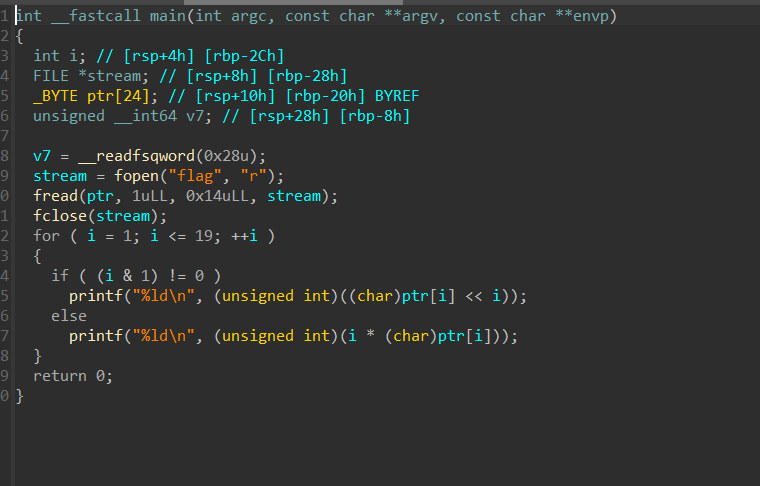 1 int __fastcall main(int argc, const char **argv, const char **envp)
2 {
3   int i; // [rsp+4h] [rbp-2Ch]
4   FILE *stream; // [rsp+8h] [rbp-28h]
5   _BYTE ptr[24]; // [rsp+10h] [rbp-20h] BYREF
6   unsigned __int64 v7; // [rsp+28h] [rbp-8h]
7
8   v7 = __readfsqword(0x28u);
9   stream = fopen("flag", "r");
0   fread(ptr, 1uLL, 0x14uLL, stream);
1   fclose(stream);
2   for ( i = 1; i <= 19; ++i )
3   {
4     if ( (i & 1) != 0 )
5       printf("%ld\n", (unsigned int)((char)ptr[i] << i));
6     else
7       printf("%ld\n", (unsigned int)(i * (char)ptr[i]));
8   }
9   return 0;
0 }